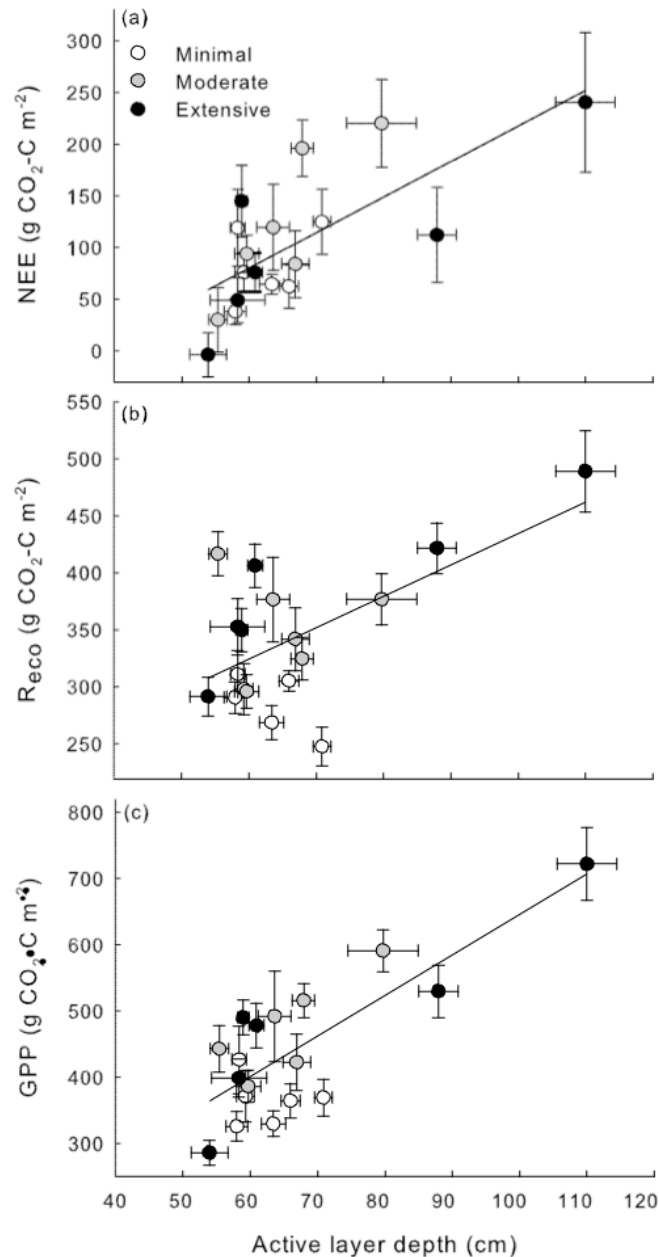 (a)
Minimal
Moderate
Extensive
300
250
200
150
100
50
0
NEE (g CO₂-C m⁻²)
(b)
550
500
450
400
350
300
250
R_eco (g CO₂-C m⁻²)
(c)
800
700
600
500
400
300
GPP (g CO₂•C m⁻²)
40 50 60 70 80 90 100 110 120
Active layer depth (cm)